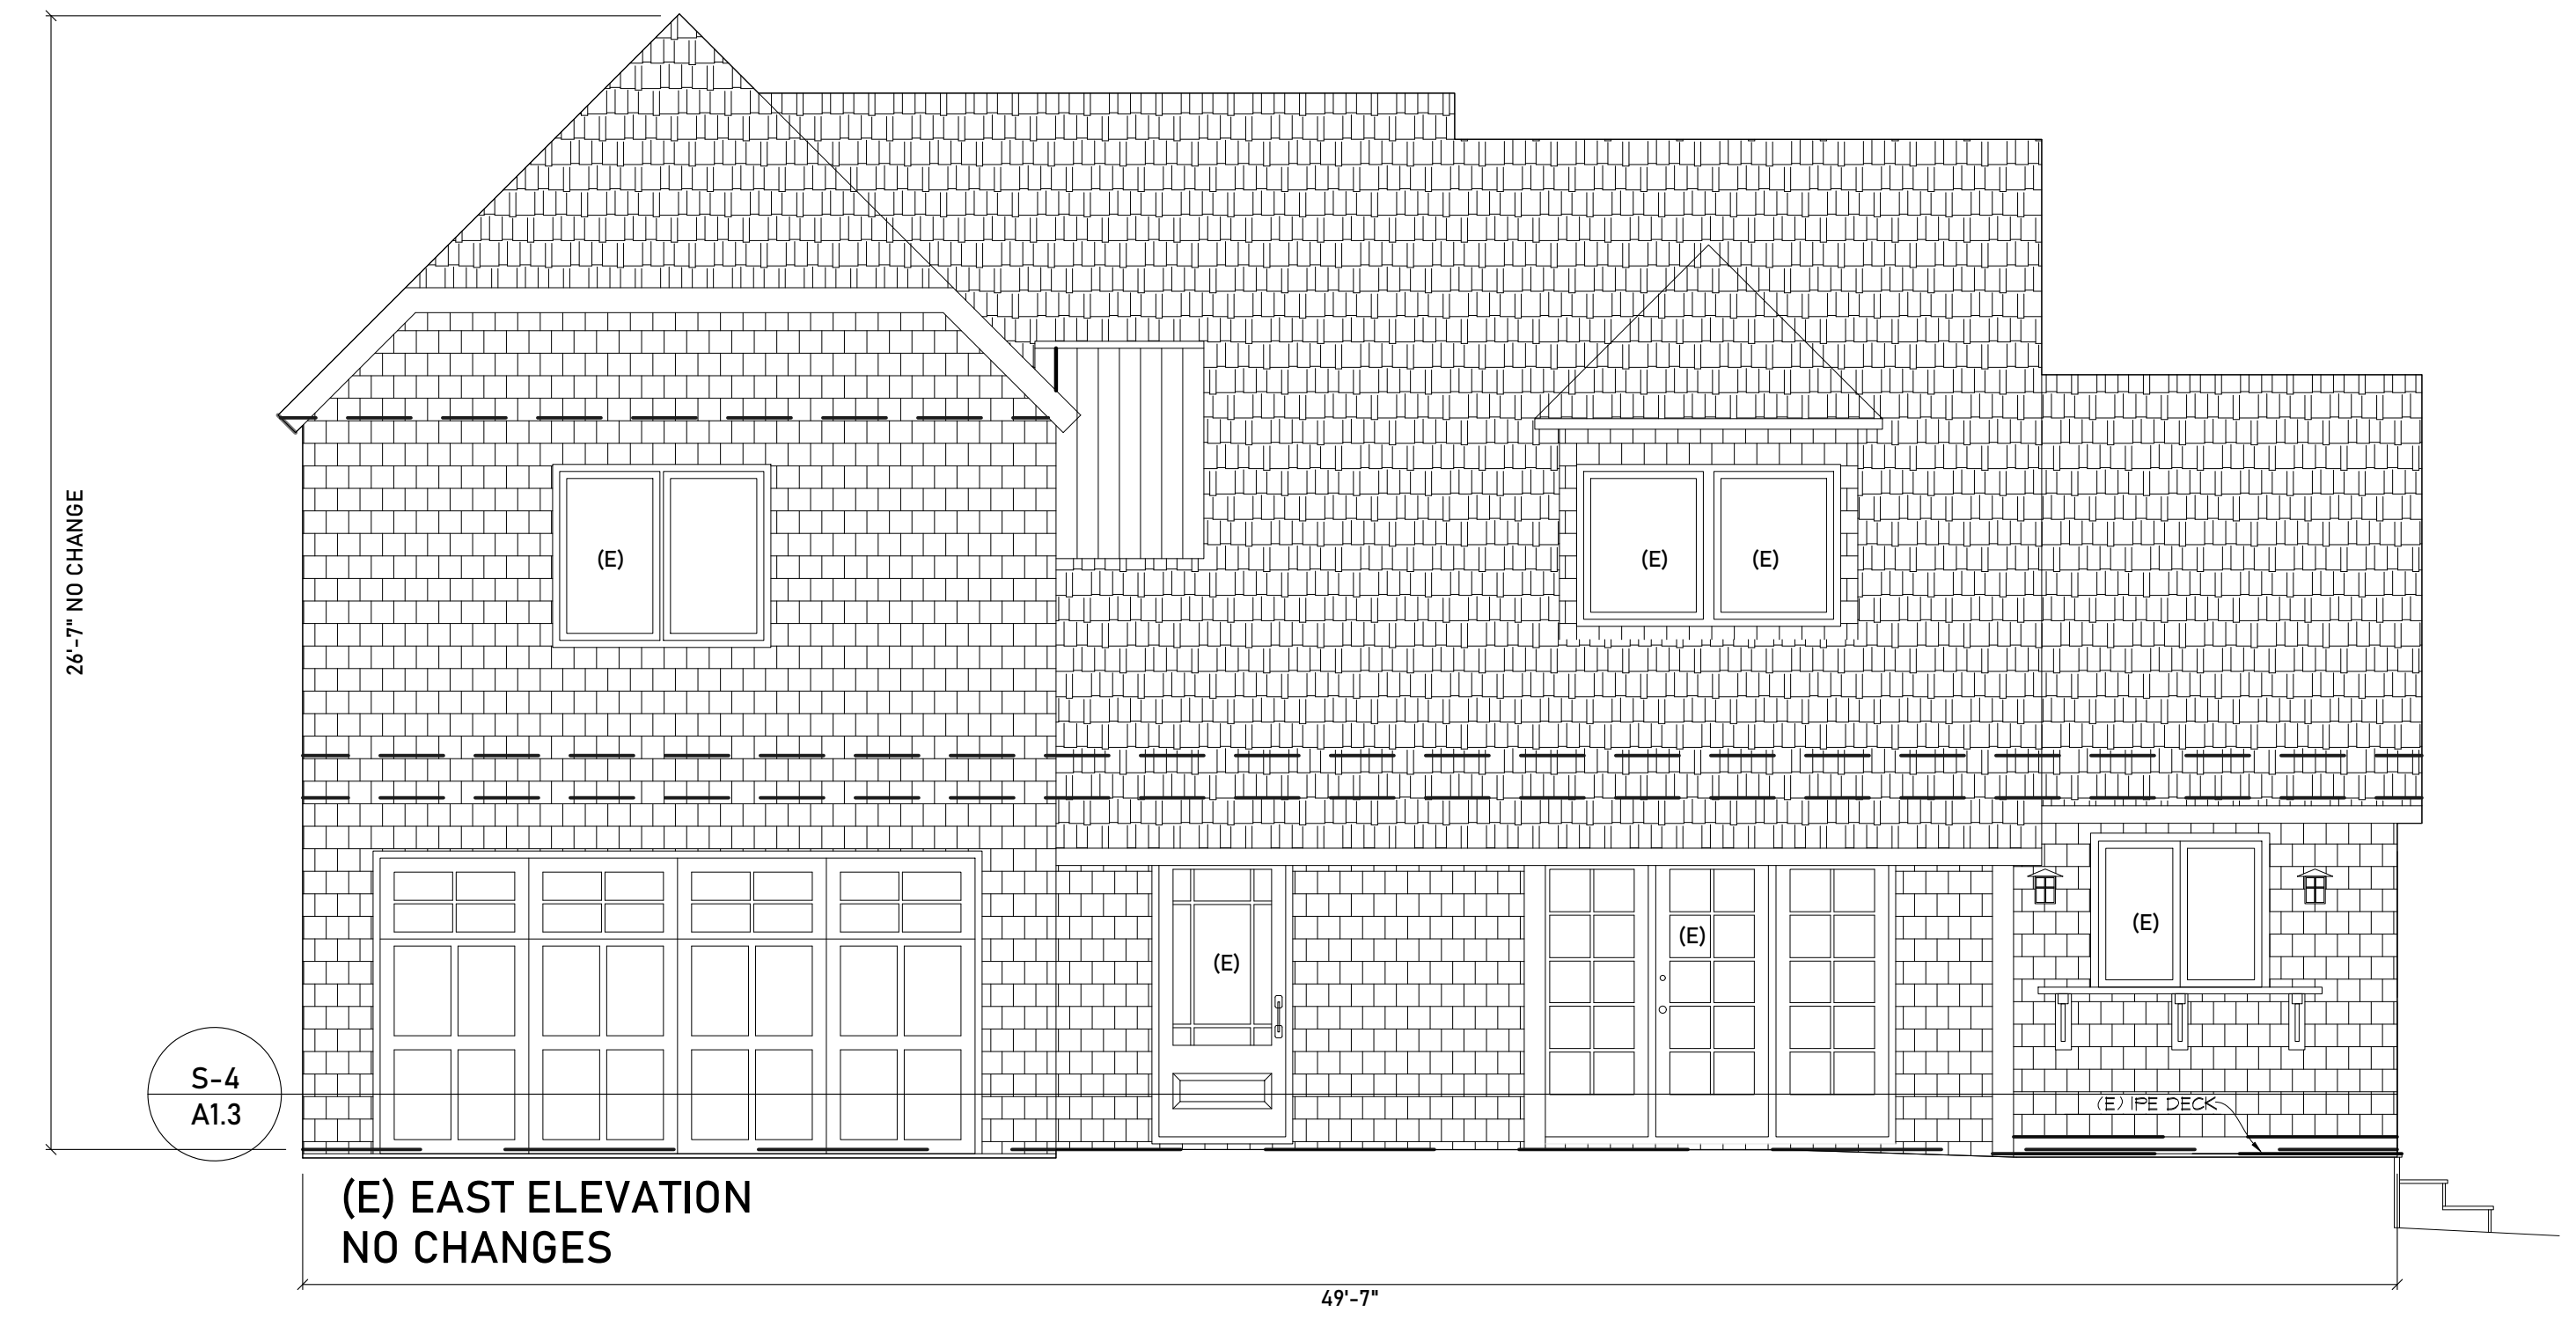 26'-7" NO CHANGE
(E)
(E) (E)
(E)
(E)
(E)
S-4
A1.3
(E) IPE DECK
(E) EAST ELEVATION
NO CHANGES
49'-7"